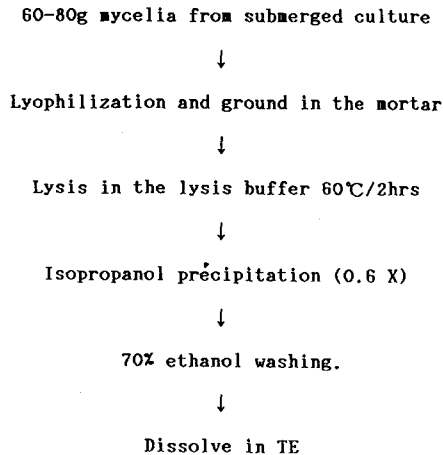 60-80g mycelia from submerged culture
↓
Lyophilization and ground in the mortar
↓
Lysis in the lysis buffer 60℃/2hrs
↓
Isopropanol précipitation (0.6 X)
↓
70% ethanol washing.
↓
Dissolve in TE